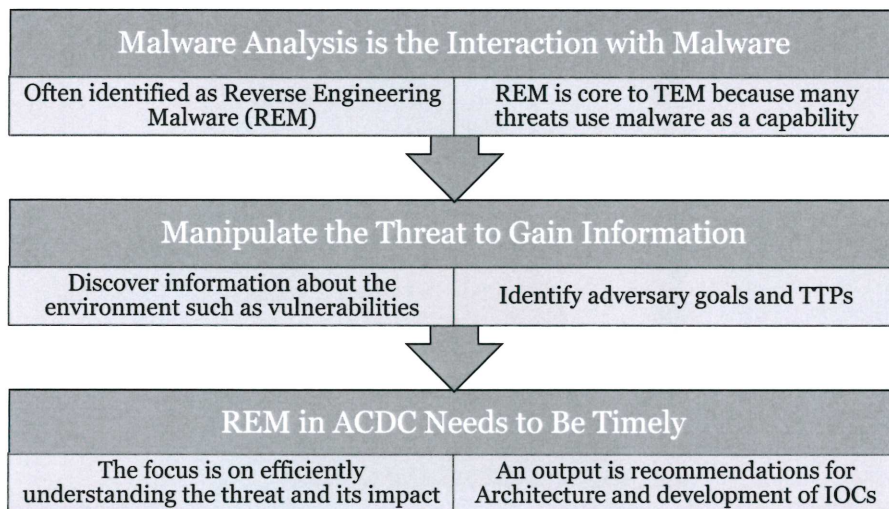 Malware Analysis is the Interaction with Malware
Often identified as Reverse Engineering
Malware (REM)
REM is core to TEM because many
threats use malware as a capability
Manipulate the Threat to Gain Information
Discover information about the
environment such as vulnerabilities
Identify adversary goals and TTPs
REM in ACDC Needs to Be Timely
The focus is on efficiently
understanding the threat and its impact
An output is recommendations for
Architecture and development of IOCs